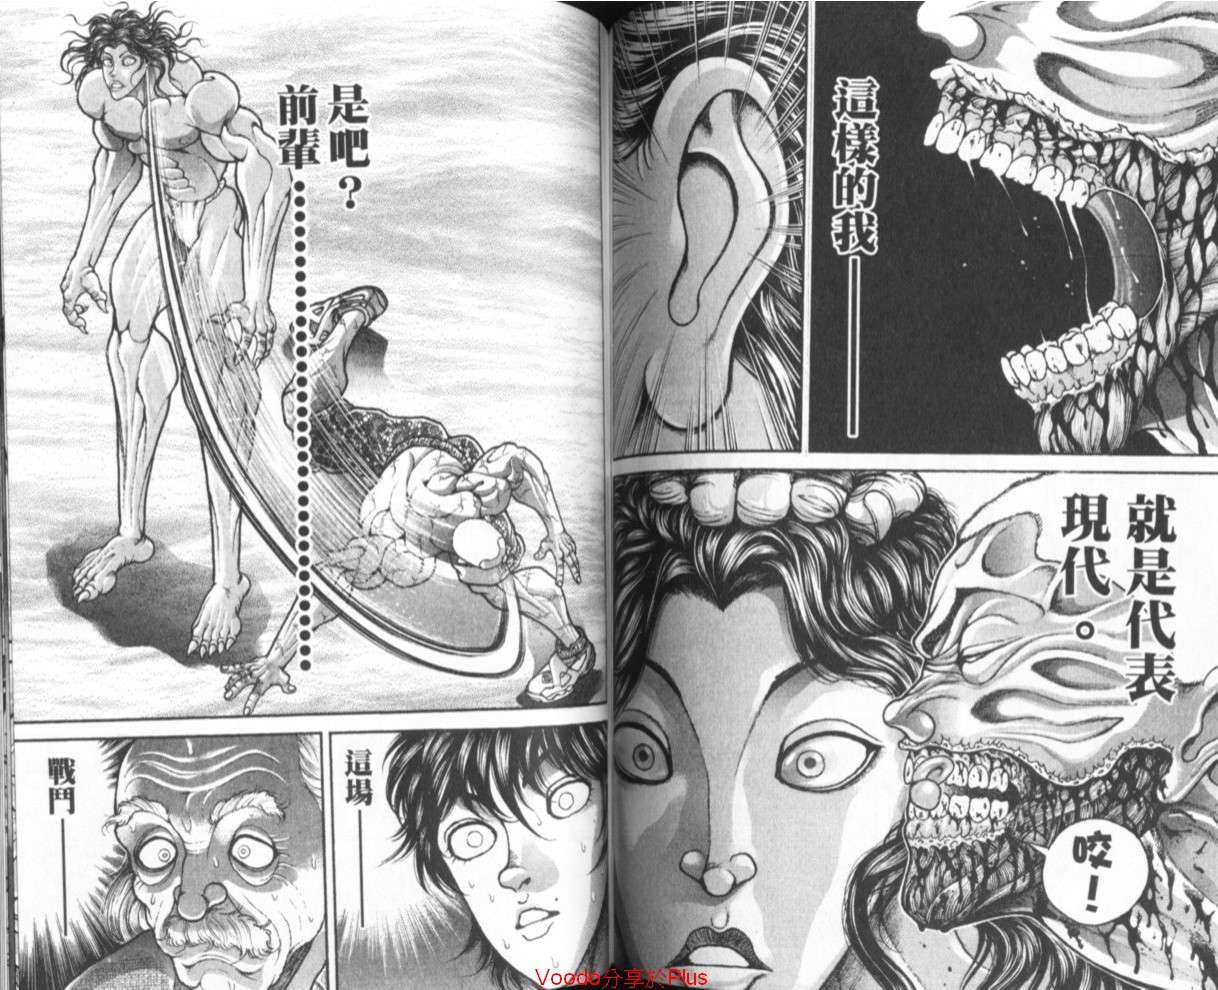 這樣的我——
就是代表
現代。
咬!
是吧?
前輩………………
這場——
戰鬥——
Voodo分享於Plus